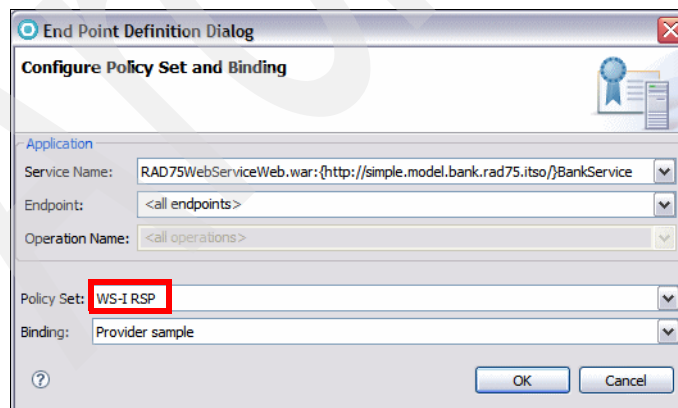 End Point Definition Dialog
Configure Policy Set and Binding
Application
Service Name: RAD75WebServiceWeb.war:{http://simple.model.bank.rad75.itso/}BankService
Endpoint: <all endpoints>
Operation Name: <all operations>
Policy Set: WS-I RSP
Binding: Provider sample
?
OK Cancel